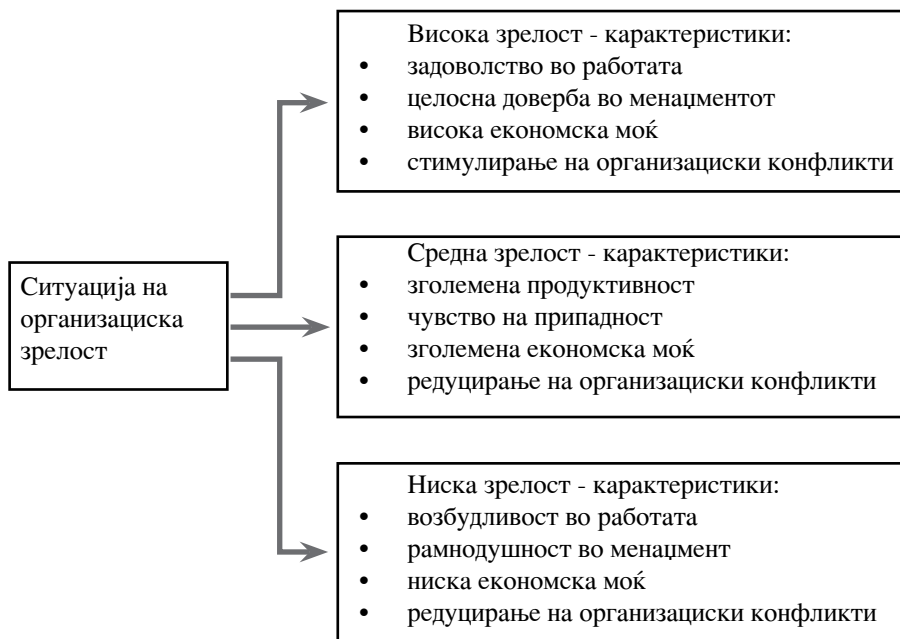 Висока зрелост - карактеристики:
• задоволство во работата
• целосна доверба во менаџментот
• висока економска моќ
• стимулирање на организациски конфликти
Ситуација на
организациска
зрелост
Средна зрелост - карактеристики:
• зголемена продуктивност
• чувство на припадност
• зголемена економска моќ
• редуцирање на организациски конфликти
Ниска зрелост - карактеристики:
• возбудливост во работата
• рамнодушност во менаџмент
• ниска економска моќ
• редуцирање на организациски конфликти